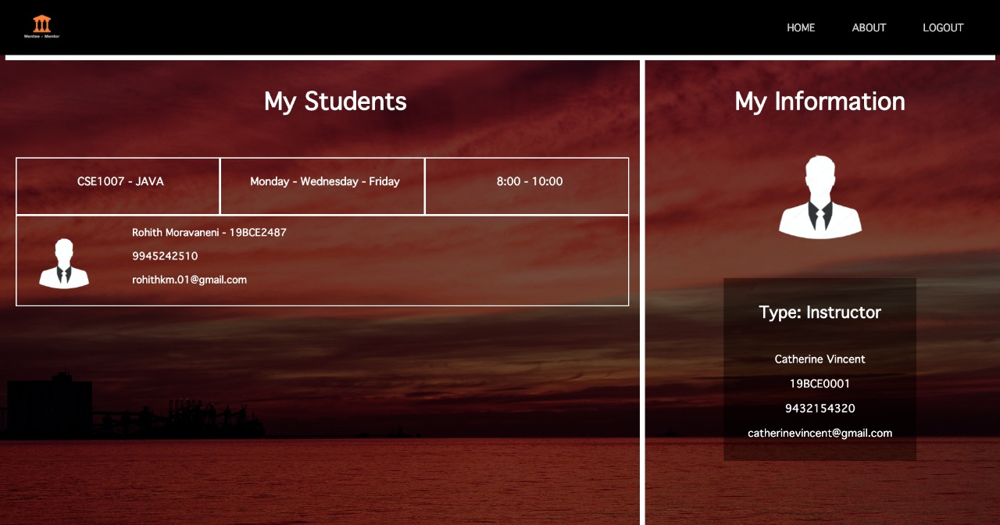 Mentee - Mentor
HOME
ABOUT
LOGOUT
My Students
CSE1007 - JAVA
Monday - Wednesday - Friday
8:00 - 10:00
Rohith Moravaneni - 19BCE2487
9945242510
rohithkm.01@gmail.com
My Information
Type: Instructor
Catherine Vincent
19BCE0001
9432154320
catherinevincent@gmail.com